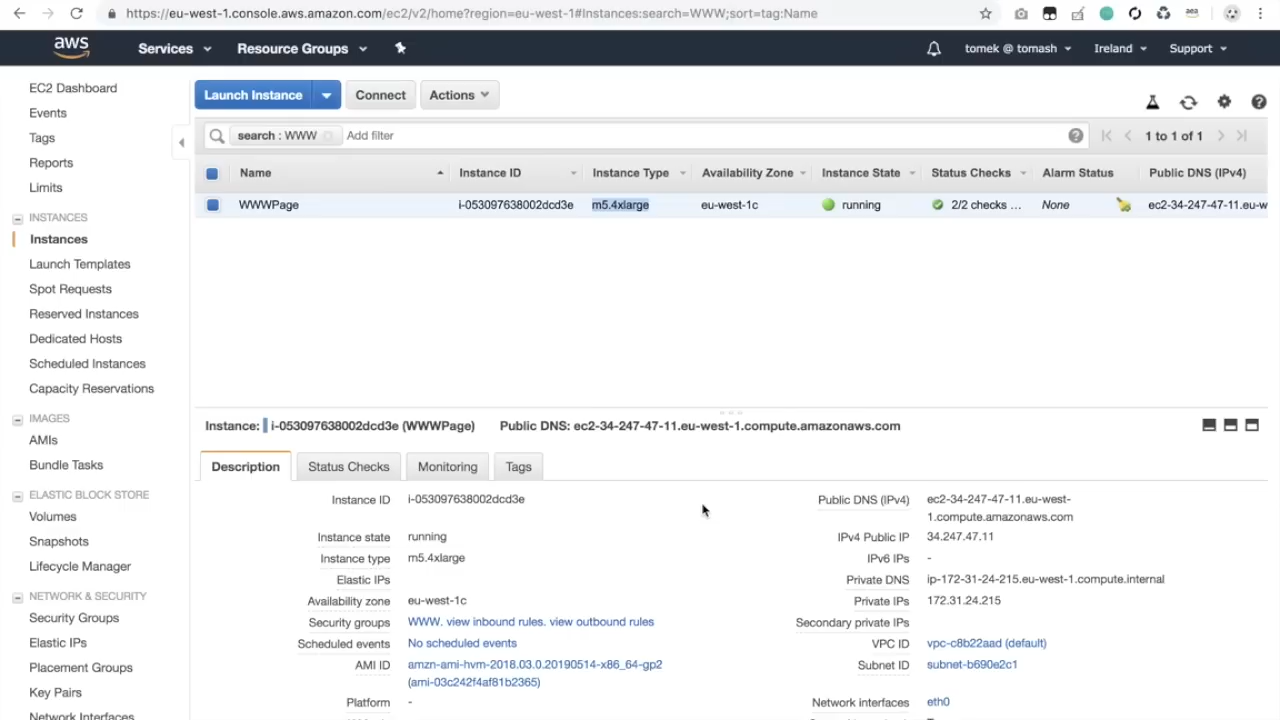 https://eu-west-1.console.aws.amazon.com/ec2/v2/home?region=eu-west-1#Instances:search=WWW;sort=tag:Name
aws Services Resource Groups tomek @ tomash Ireland Support
EC2 Dashboard
Events
Tags
Reports
Limits
INSTANCES
Instances
Launch Templates
Spot Requests
Reserved Instances
Dedicated Hosts
Scheduled Instances
Capacity Reservations
IMAGES
AMIs
Bundle Tasks
ELASTIC BLOCK STORE
Volumes
Snapshots
Lifecycle Manager
NETWORK & SECURITY
Security Groups
Elastic IPs
Placement Groups
Key Pairs
Network Interfaces
Launch Instance Connect Actions
search : WWW Add filter 1 to 1 of 1
Name Instance ID Instance Type Availability Zone Instance State Status Checks Alarm Status Public DNS (IPv4)
WWWPage i-053097638002dcd3e m5.4xlarge eu-west-1c running 2/2 checks ... None ec2-34-247-47-11.eu-w
Instance: i-053097638002dcd3e (WWWPage) Public DNS: ec2-34-247-47-11.eu-west-1.compute.amazonaws.com
Description Status Checks Monitoring Tags
Instance ID i-053097638002dcd3e
Instance state running
Instance type m5.4xlarge
Elastic IPs
Availability zone eu-west-1c
Security groups WWW. view inbound rules. view outbound rules
Scheduled events No scheduled events
AMI ID amzn-ami-hvm-2018.03.0.20190514-x86_64-gp2
(ami-03c242f4af81b2365)
Platform -
Public DNS (IPv4) ec2-34-247-47-11.eu-west-
1.compute.amazonaws.com
IPv4 Public IP 34.247.47.11
IPv6 IPs -
Private DNS ip-172-31-24-215.eu-west-1.compute.internal
Private IPs 172.31.24.215
Secondary private IPs
VPC ID vpc-c8b22aad (default)
Subnet ID subnet-b690e2c1
Network interfaces eth0